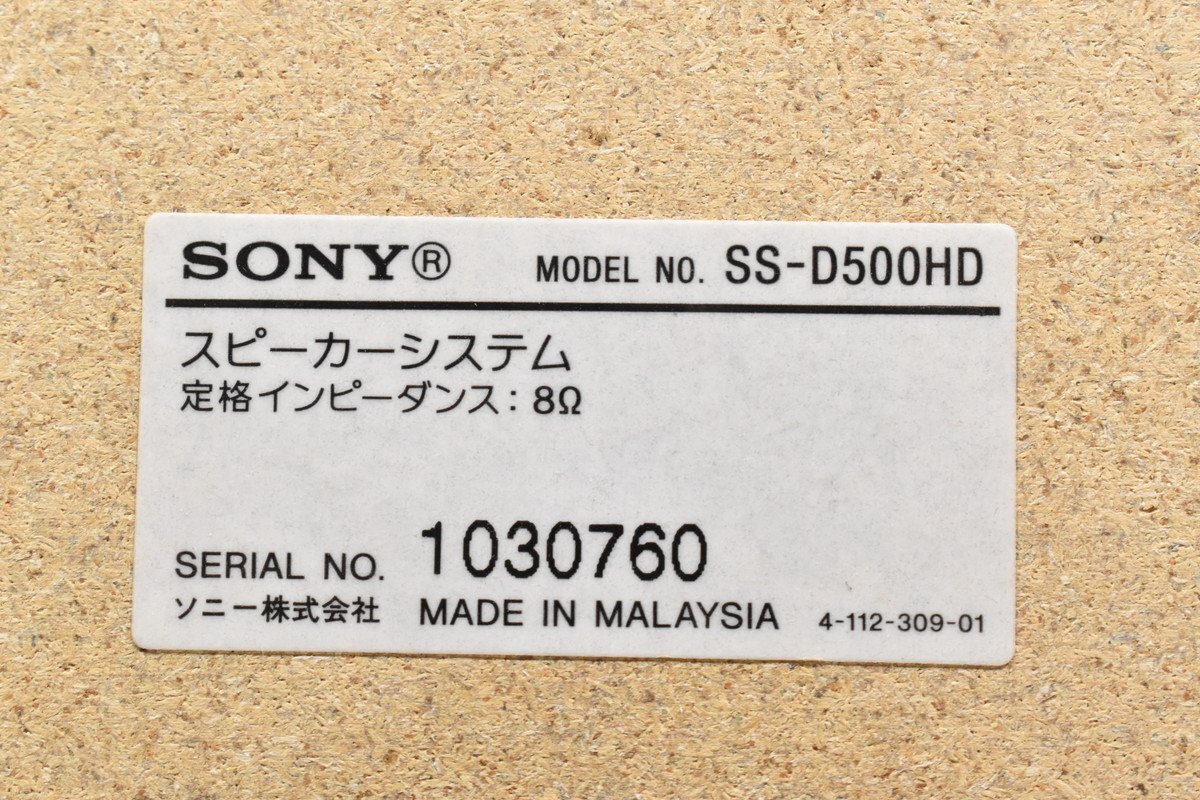 SONY® MODEL NO. SS-D500HD
スピーカーシステム
定格インピーダンス: 8Ω
SERIAL NO. 1030760
ソニー株式会社 MADE IN MALAYSIA 4-112-309-01